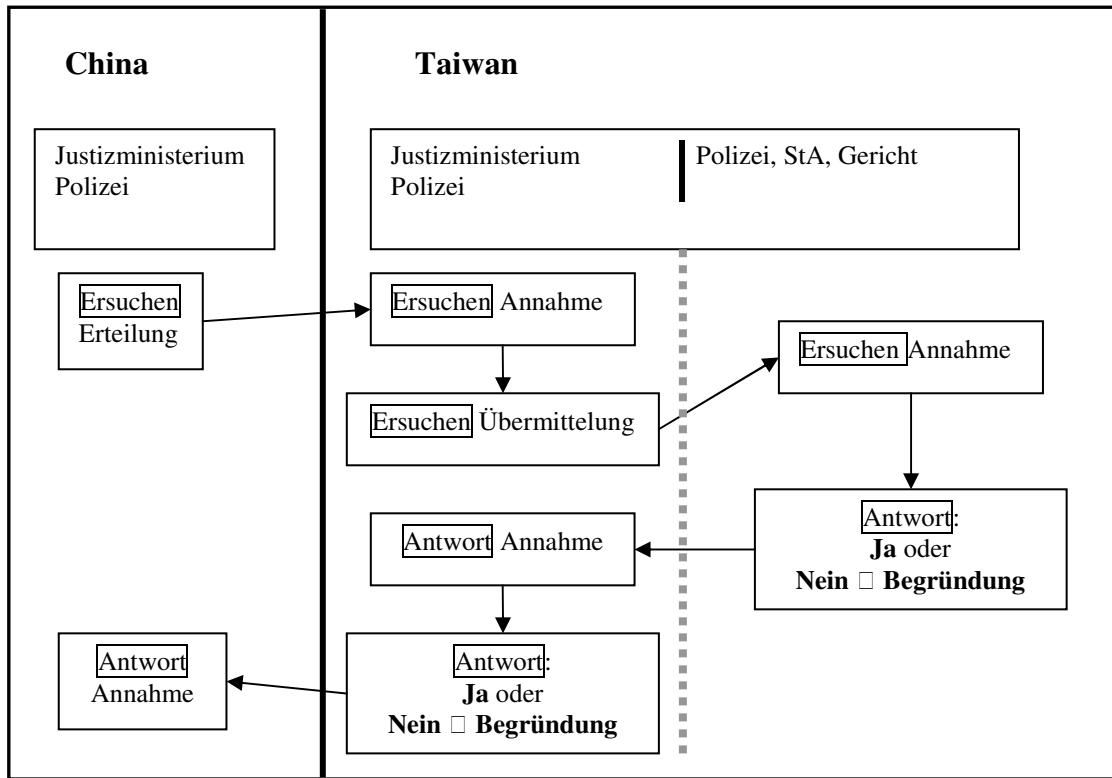 China
Taiwan
Justizministerium
Polizei
Justizministerium
Polizei
Polizei, StA, Gericht
Ersuchen
Erteilung
Ersuchen Annahme
Ersuchen Annahme
Ersuchen Übermittelung
Antwort:
Ja oder
Nein □ Begründung
Antwort Annahme
Antwort:
Ja oder
Nein □ Begründung
Antwort
Annahme